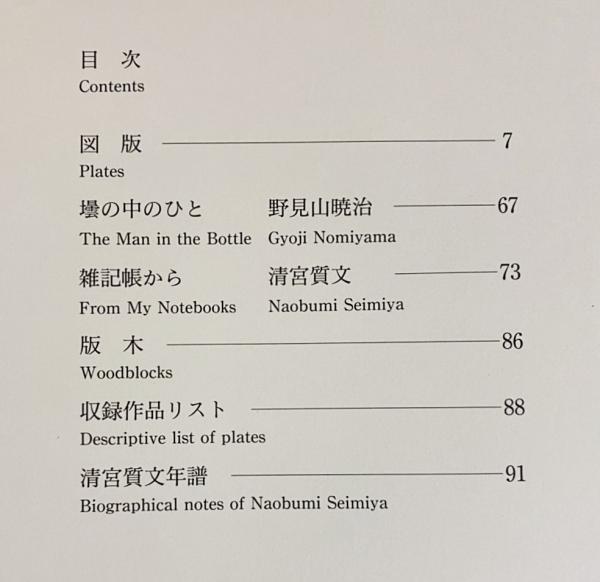 目 次
Contents
図 版 7
Plates
壜の中のひと 野見山暁治 67
The Man in the Bottle Gyoji Nomiyama
雑記帳から 清宮質文 73
From My Notebooks Naobumi Seimiya
版 木 86
Woodblocks
収録作品リスト 88
Descriptive list of plates
清宮質文年譜 91
Biographical notes of Naobumi Seimiya